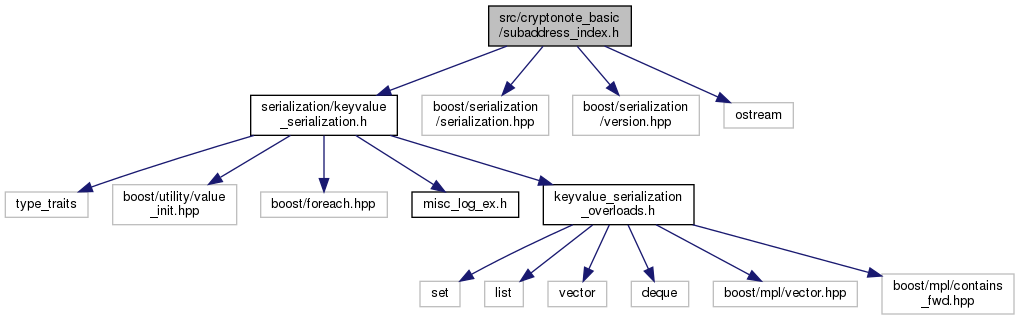 src/cryptonote_basic
/subaddress_index.h
serialization/keyvalue
_serialization.h
boost/serialization
/serialization.hpp
boost/serialization
/version.hpp
ostream
type_traits
boost/utility/value
_init.hpp
boost/foreach.hpp
misc_log_ex.h
keyvalue_serialization
_overloads.h
set
list
vector
deque
boost/mpl/vector.hpp
boost/mpl/contains
_fwd.hpp